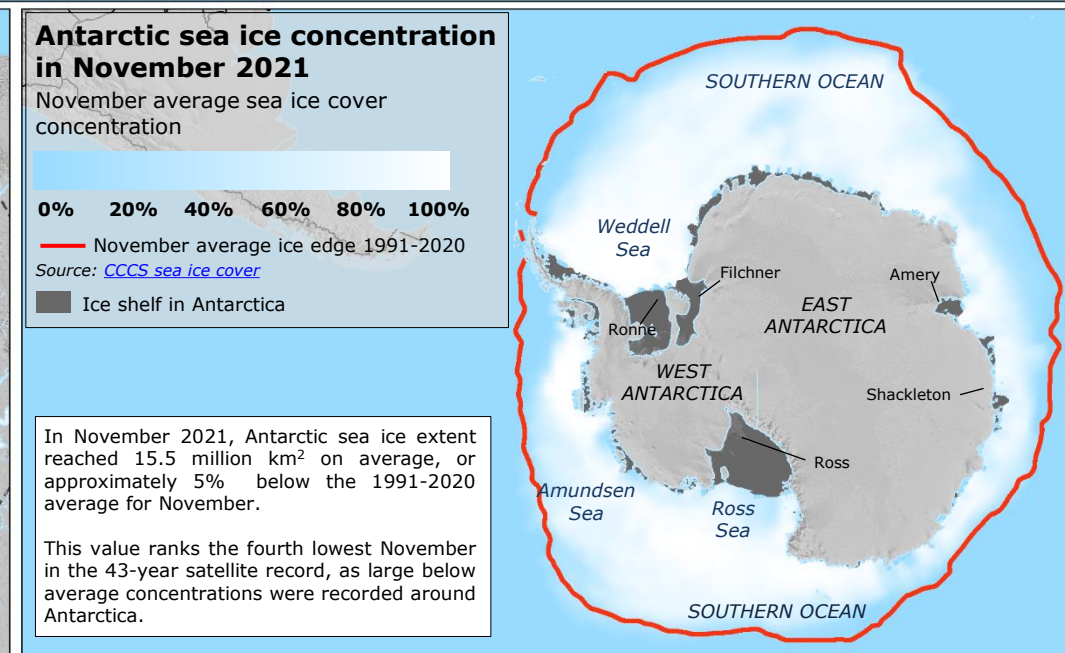 Antarctic sea ice concentration
in November 2021
November average sea ice cover
concentration
0% 20% 40% 60% 80% 100%
November average ice edge 1991-2020
Source: CCCS sea ice cover
Ice shelf in Antarctica
In November 2021, Antarctic sea ice extent
reached 15.5 million km² on average, or
approximately 5% below the 1991-2020
average for November.
This value ranks the fourth lowest November
in the 43-year satellite record, as large below
average concentrations were recorded around
Antarctica.
SOUTHERN OCEAN
Weddell
Sea
Filchner
Amery
Ronne
EAST
ANTARCTICA
WEST
ANTARCTICA
Shackleton
Ross
Amundsen
Sea
Ross
Sea
SOUTHERN OCEAN